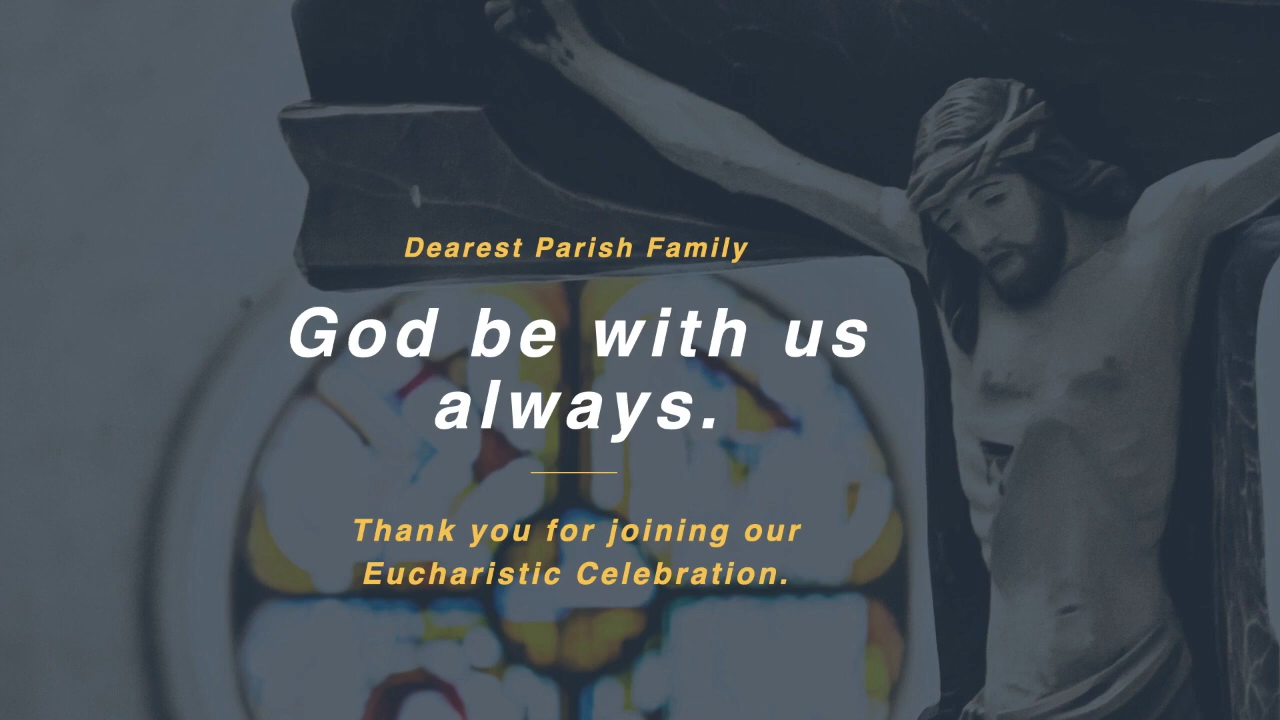 Dearest Parish Family
God be with us
always.
Thank you for joining our
Eucharistic Celebration.